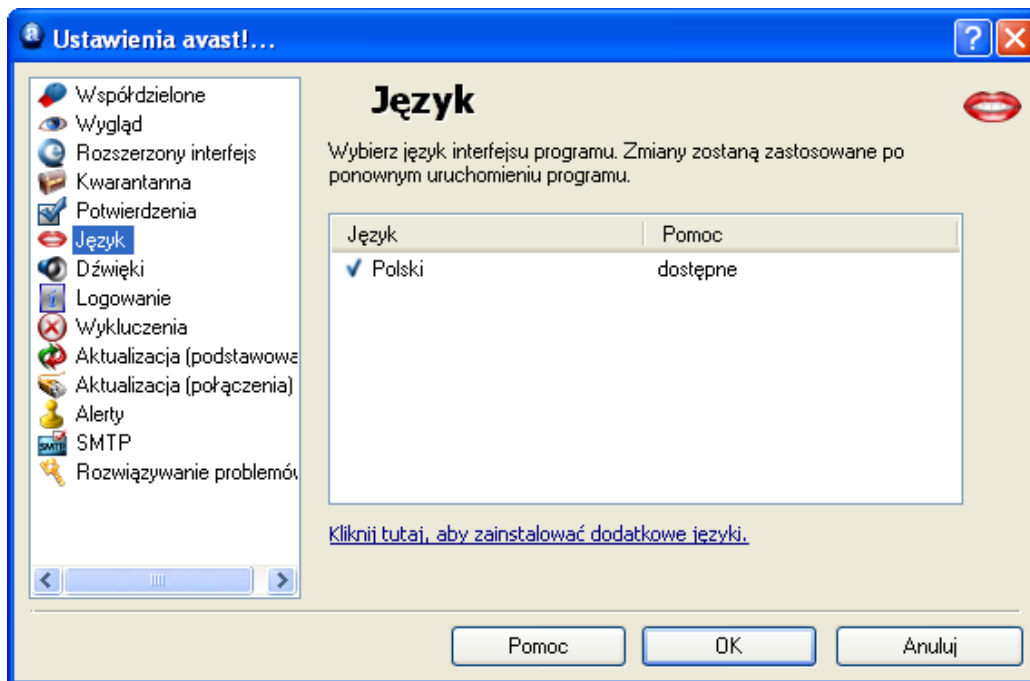 Ustawienia avast!...
Współdzielone
Wygląd
Rozszerzony interfejs
Kwarantanna
Potwierdzenia
Język
Dźwięki
Logowanie
Wykluczenia
Aktualizacja (podstawowa
Aktualizacja (połączenia)
Alerty
SMTP
Rozwiązywanie problemów
Język
Wybierz język interfejsu programu. Zmiany zostaną zastosowane po
ponownym uruchomieniu programu.
Język Pomoc
Polski dostępne
Kliknij tutaj, aby zainstalować dodatkowe języki.
Pomoc OK Anuluj